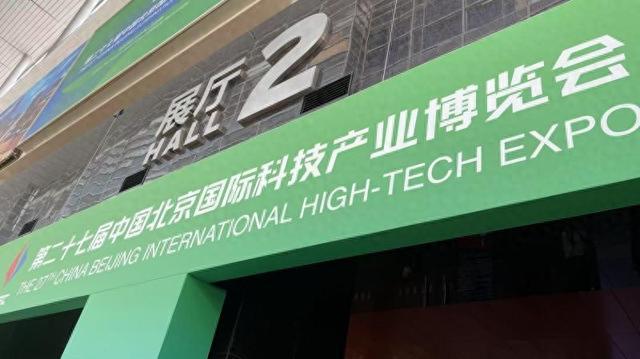 展厅 2
HALL
第二十七届中国北京国际科技产业博览会
THE 27TH CHINA BEIJING INTERNATIONAL HIGH-TECH EXPO